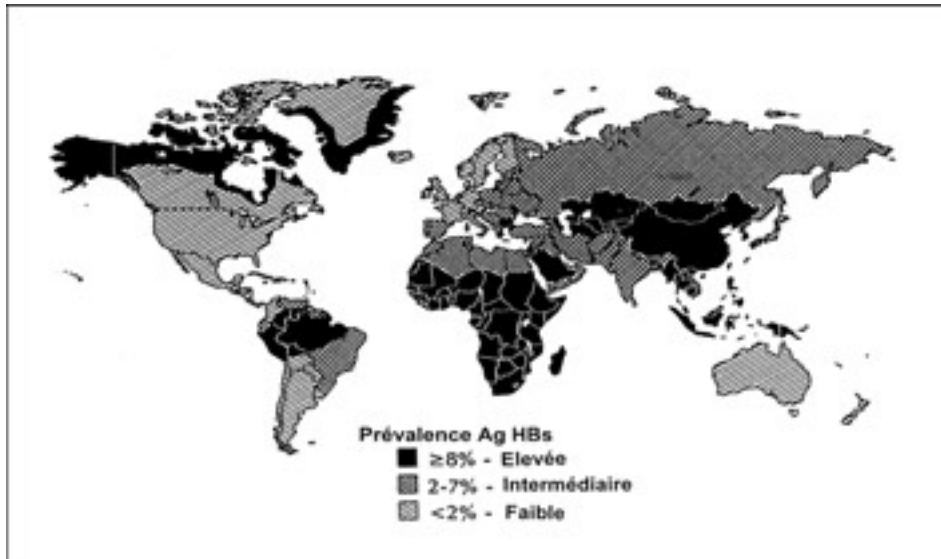 Prévalence Ag HBs
≥8% - Elevée
2-7% - Intermédiaire
<2% - Faible